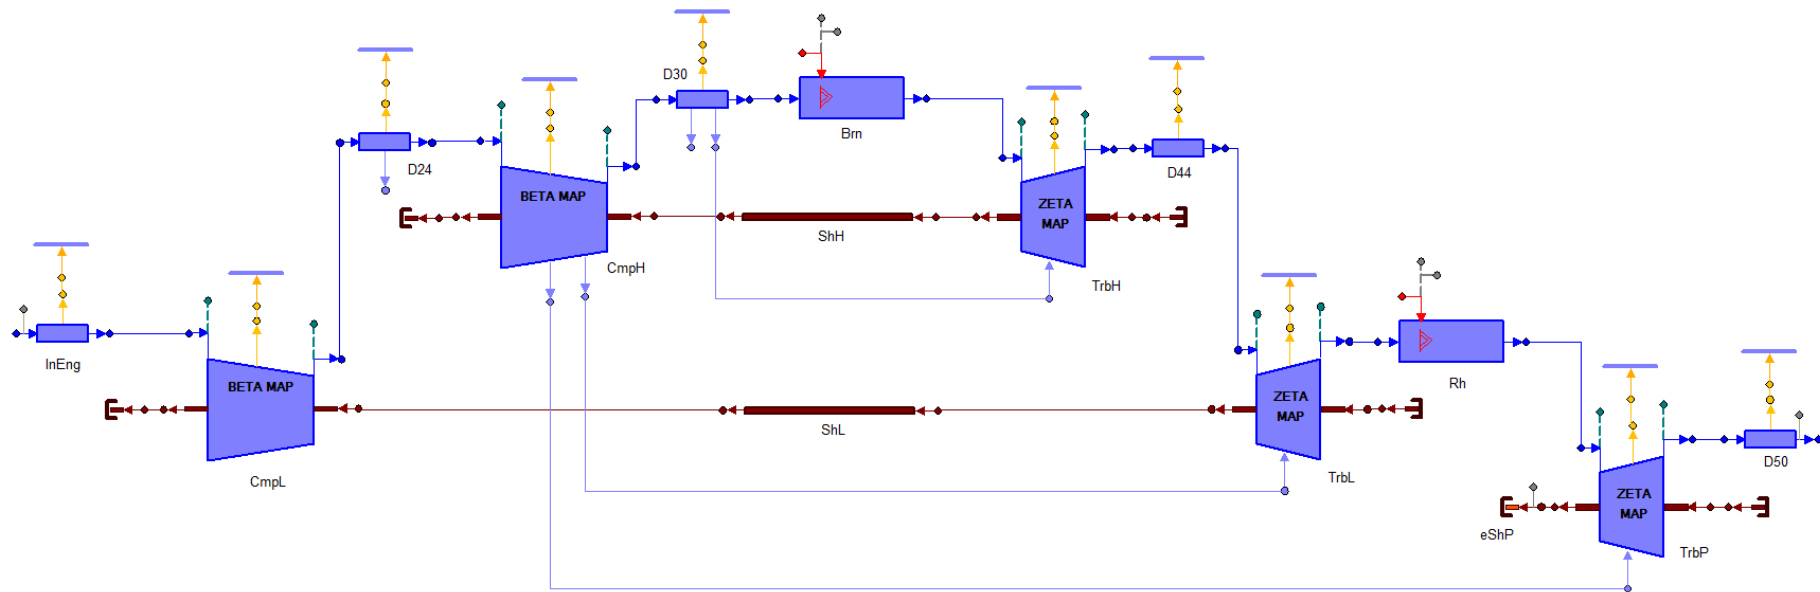 D30
D24
Brn
D44
BETA MAP
ZETA
MAP
ShH
CmpH
TrbH
InEng
BETA MAP
CmpL
ShL
ZETA
MAP
TrbL
Rh
D50
ZETA
MAP
eShP
TrbP